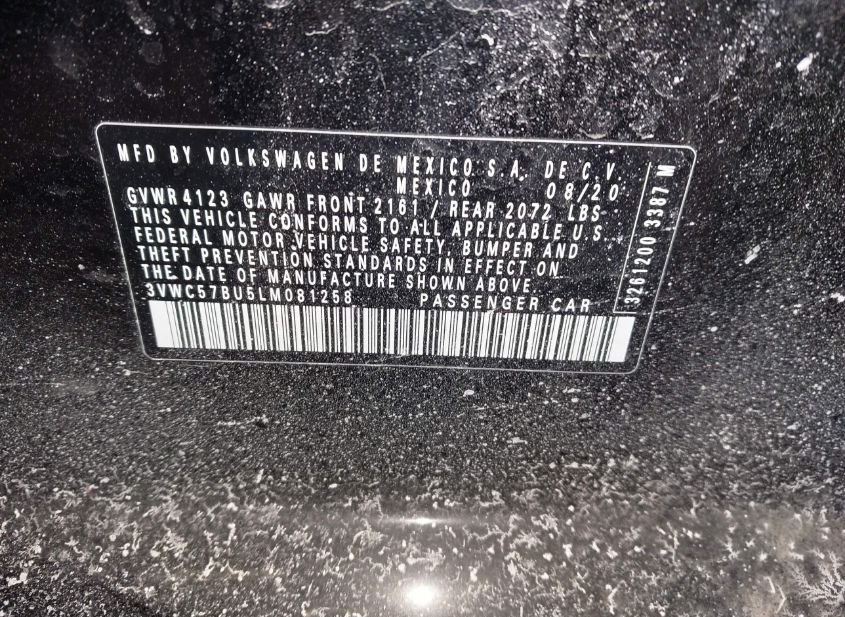 MFD BY VOLKSWAGEN DE MEXICO S.A. DE C.V.
MEXICO 08/20
GVWR 4123 GAWR FRONT 2161 / REAR 2072 LBS
THIS VEHICLE CONFORMS TO ALL APPLICABLE U.S.
FEDERAL MOTOR VEHICLE SAFETY, BUMPER AND
THEFT PREVENTION STANDARDS IN EFFECT ON
THE DATE OF MANUFACTURE SHOWN ABOVE.
3VWC57BU5LM081258 PASSENGER CAR
3261200 3387 M